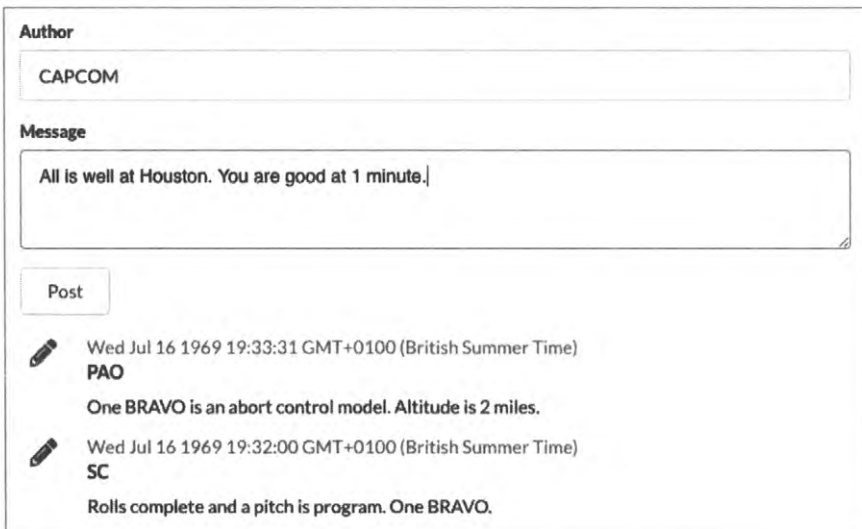 Author
CAPCOM
Message
All is well at Houston. You are good at 1 minute.
Post
Wed Jul 16 1969 19:33:31 GMT+0100 (British Summer Time)
PAO
One BRAVO is an abort control model. Altitude is 2 miles.
Wed Jul 16 1969 19:32:00 GMT+0100 (British Summer Time)
SC
Rolls complete and a pitch is program. One BRAVO.